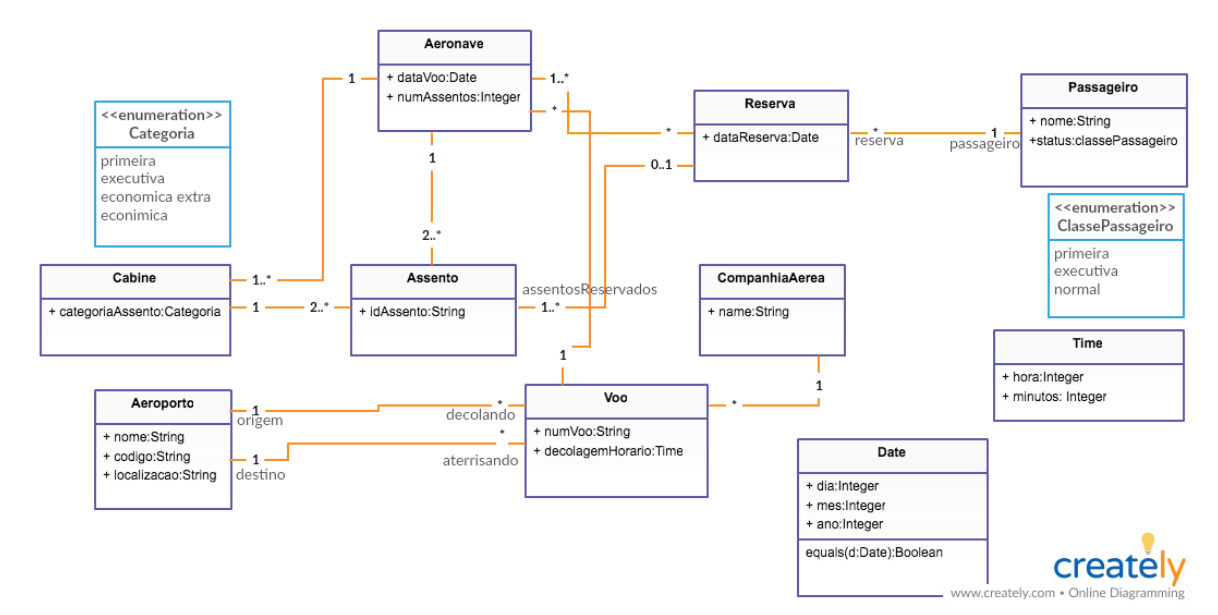 Aeronave
+ dataVoo:Date
+ numAssentos:Integer
1
1..*
*
1
2..*
<<enumeration>>
Categoria
primeira
executiva
economica extra
econimica
Reserva
+ dataReserva:Date
*
0..1
*
reserva
1
passageiro
Passageiro
+ nome:String
+status:classePassageiro
<<enumeration>>
ClassePassageiro
primeira
executiva
normal
Cabine
+ categoriaAssento:Categoria
1..*
1
2..*
Assento
+ idAssento:String
assentosReservados
1..*
CompanhiaAerea
+ name:String
1
*
Time
+ hora:Integer
+ minutos: Integer
Aeroporto
+ nome:String
+ codigo:String
+ localizacao:String
1
origem
1
destino
*
decolando
*
aterrisando
1
Voo
+ numVoo:String
+ decolagemHorario:Time
Date
+ dia:Integer
+ mes:Integer
+ ano:Integer
equals(d:Date):Boolean
creately
www.creately.com • Online Diagramming